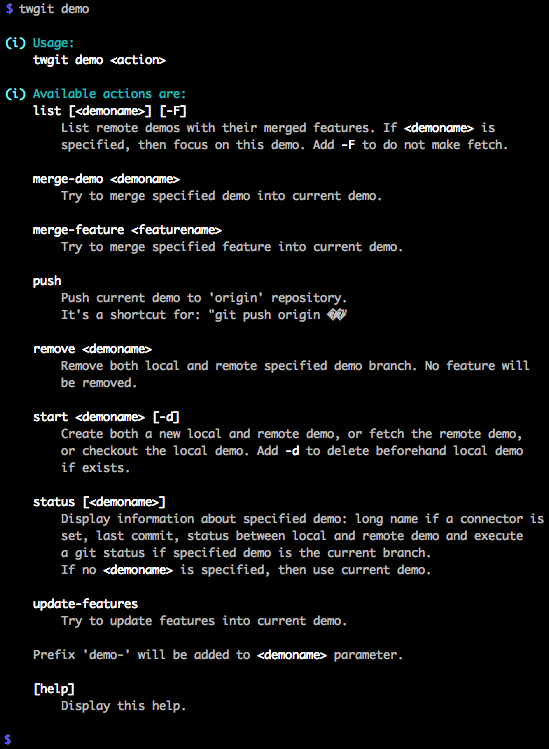 $ twgit demo
(i) Usage:
twgit demo <action>
(i) Available actions are:
list [<demoname>] [-F]
List remote demos with their merged features. If <demoname> is
specified, then focus on this demo. Add -F to do not make fetch.
merge-demo <demoname>
Try to merge specified demo into current demo.
merge-feature <featurename>
Try to merge specified feature into current demo.
push
Push current demo to 'origin' repository.
It's a shortcut for: "git push origin ��"
remove <demoname>
Remove both local and remote specified demo branch. No feature will
be removed.
start <demoname> [-d]
Create both a new local and remote demo, or fetch the remote demo,
or checkout the local demo. Add -d to delete beforehand local demo
if exists.
status [<demoname>]
Display information about specified demo: long name if a connector is
set, last commit, status between local and remote demo and execute
a git status if specified demo is the current branch.
If no <demoname> is specified, then use current demo.
update-features
Try to update features into current demo.
Prefix 'demo-' will be added to <demoname> parameter.
[help]
Display this help.
$